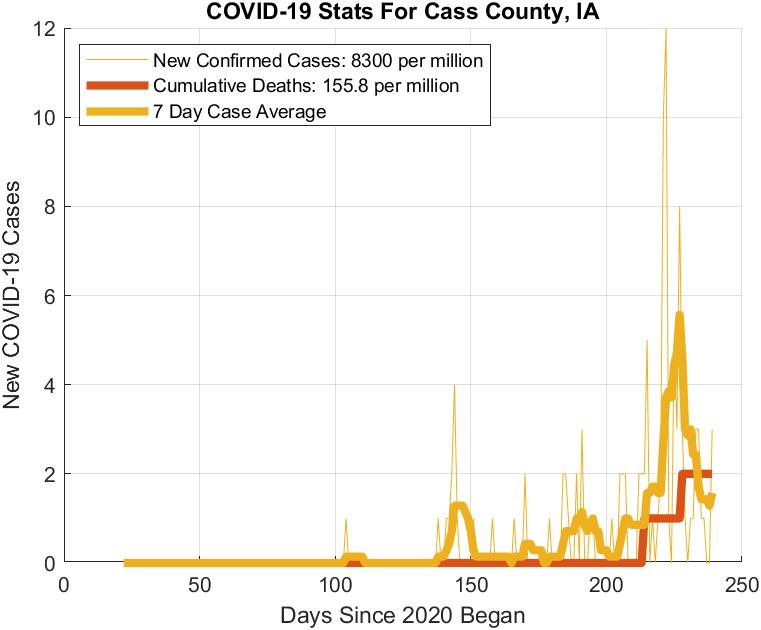 COVID-19 Stats For Cass County, IA
New Confirmed Cases: 8300 per million
Cumulative Deaths: 155.8 per million
7 Day Case Average
New COVID-19 Cases
12
10
8
6
4
2
0
0 50 100 150 200 250
Days Since 2020 Began